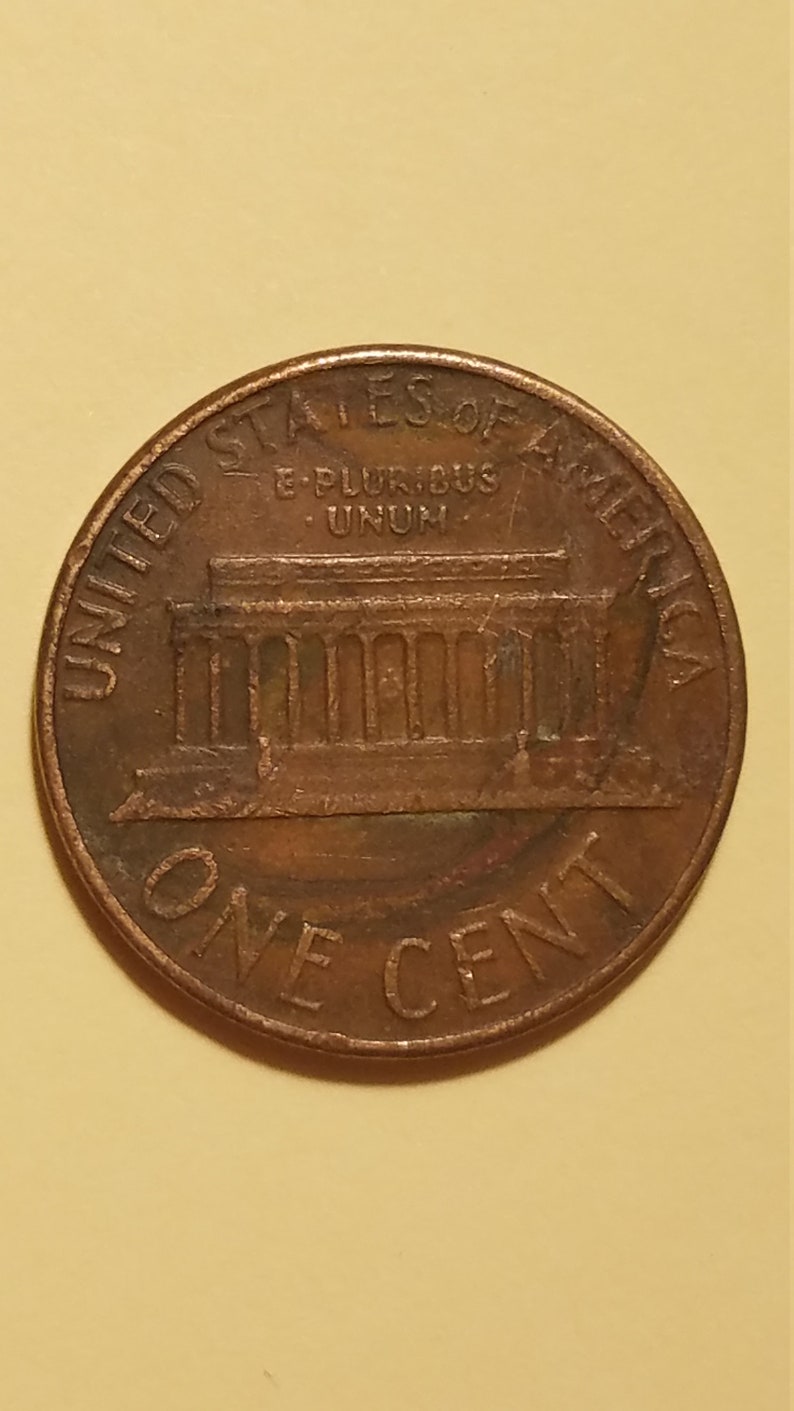 UNITED STATES OF AMERICA
E·PLURIBUS
·UNUM·
ONE CENT